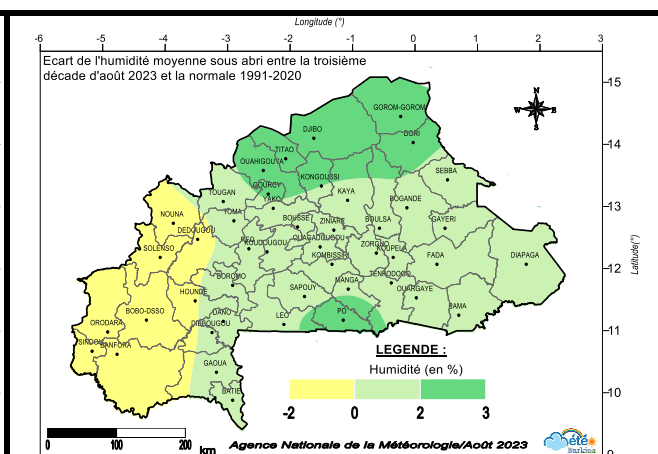 Longitude (°)
-6 -5 -4 -3 -2 -1 0 1 2 3
Ecart de l'humidité moyenne sous abri entre la troisième
décade d'août 2023 et la normale 1991-2020
15
N
W E
S
GOROM-GOROM
DJIBO
DORI
14
TITAO
OUAHIGOUYA
KONGOUSSI
SEBBA
GOURCY
TOUGAN
YAKO
KAYA
BOGANDE
13
NOUNA
TOMA
BOUSSE
ZINIARE
BOULSA
GAYERI
DEDOUGOU
OUAGADOUGOU
SOLENSO
KOUDOUGOU
ZORGHO
KOUPELA
KOMBISSIRI
FADA
DIAPAGA
Latitude(°)
12
BOROMO
TENKODOGO
MANGA
HOUNDE
SAPOUY
OUARGAYE
BOBO-DSSO
DANO
LEO
PO
PAMA
ORODARA
DIEBOUGOU
11
SINDOU
BANFORA
LEGENDE :
GAOUA
Humidité (en %)
BATIE
10
-2 0 2 3
0 100 200
km
Agence Nationale de la Météorologie/Août 2023
météo
Burkina
9